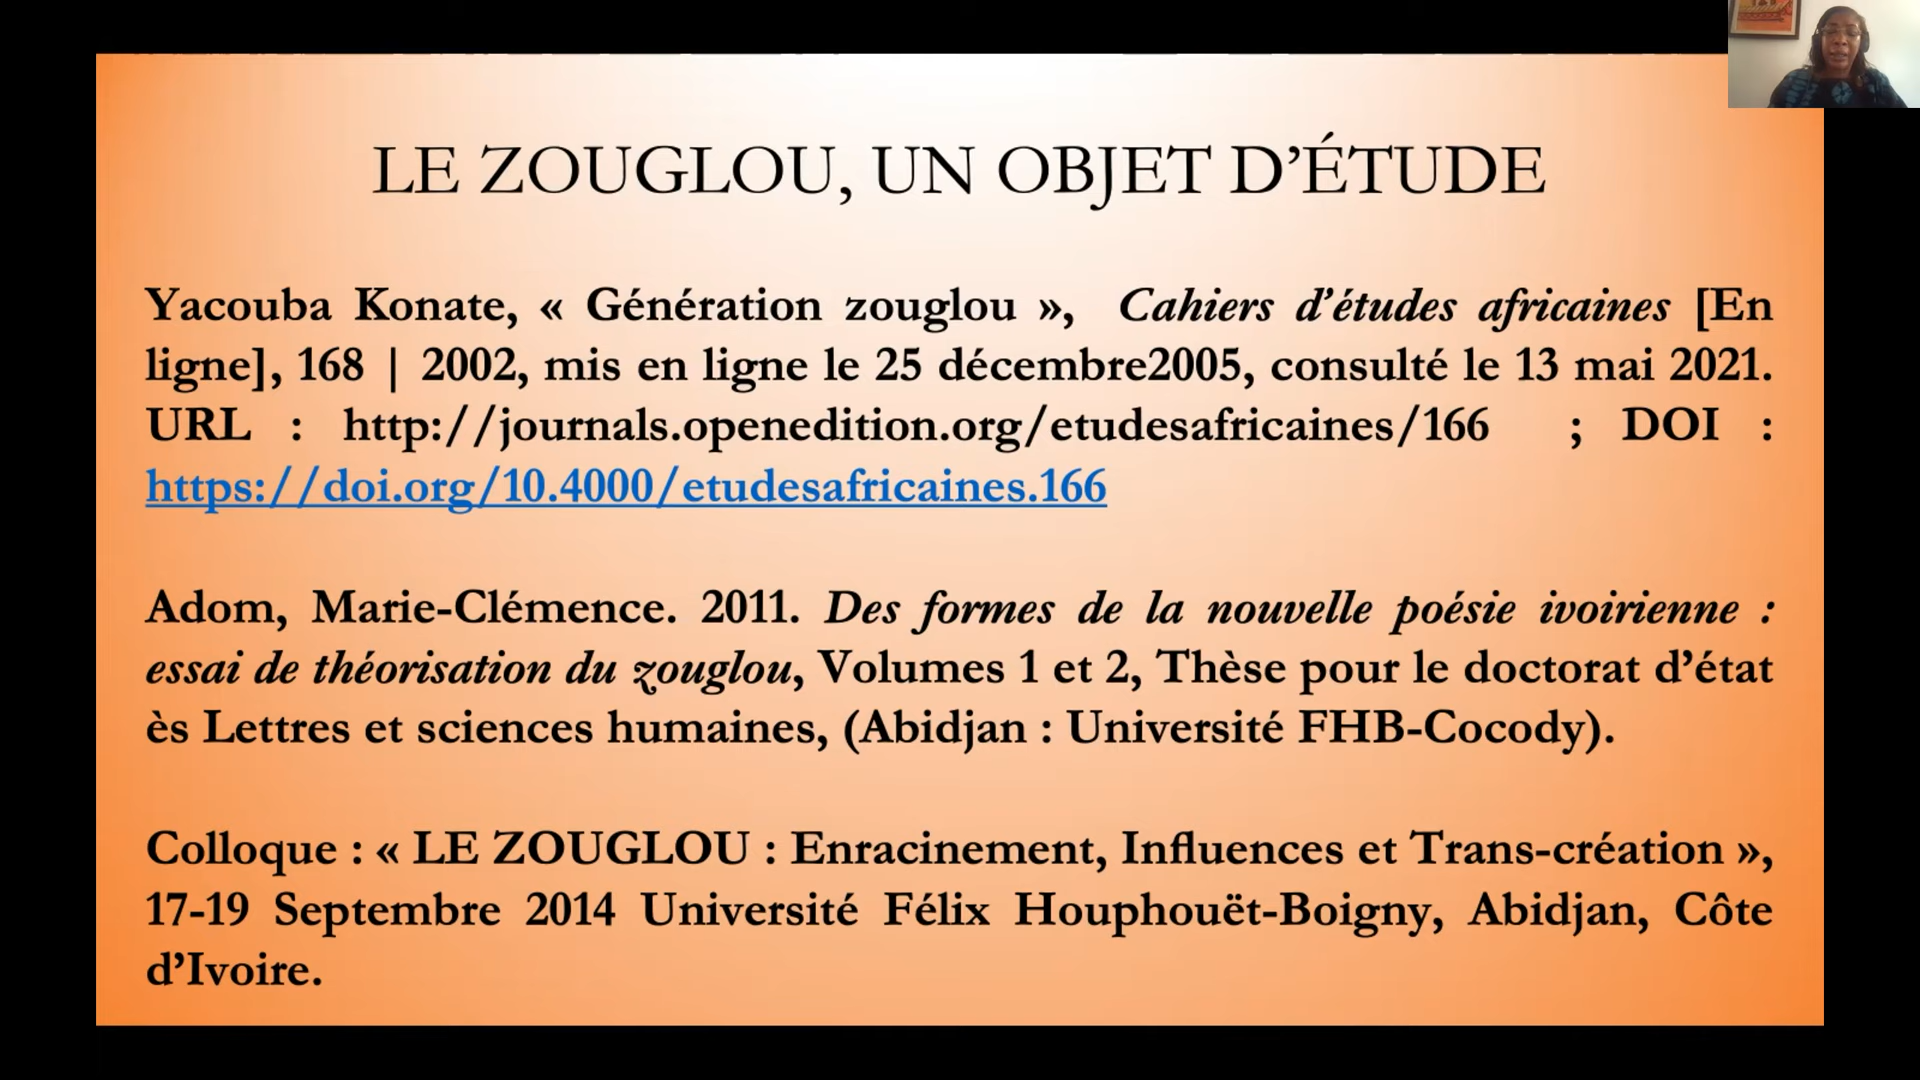 LE ZOUGLOU, UN OBJET D’ÉTUDE
Yacouba Konate, « Génération zouglou », Cahiers d’études africaines [En
ligne], 168 | 2002, mis en ligne le 25 décembre2005, consulté le 13 mai 2021.
URL : http://journals.openedition.org/etudesafricaines/166 ; DOI :
https://doi.org/10.4000/etudesafricaines.166
Adom, Marie-Clémence. 2011. Des formes de la nouvelle poésie ivoirienne :
essai de théorisation du zouglou, Volumes 1 et 2, Thèse pour le doctorat d’état
ès Lettres et sciences humaines, (Abidjan : Université FHB-Cocody).
Colloque : « LE ZOUGLOU : Enracinement, Influences et Trans-création »,
17-19 Septembre 2014 Université Félix Houphouët-Boigny, Abidjan, Côte
d’Ivoire.